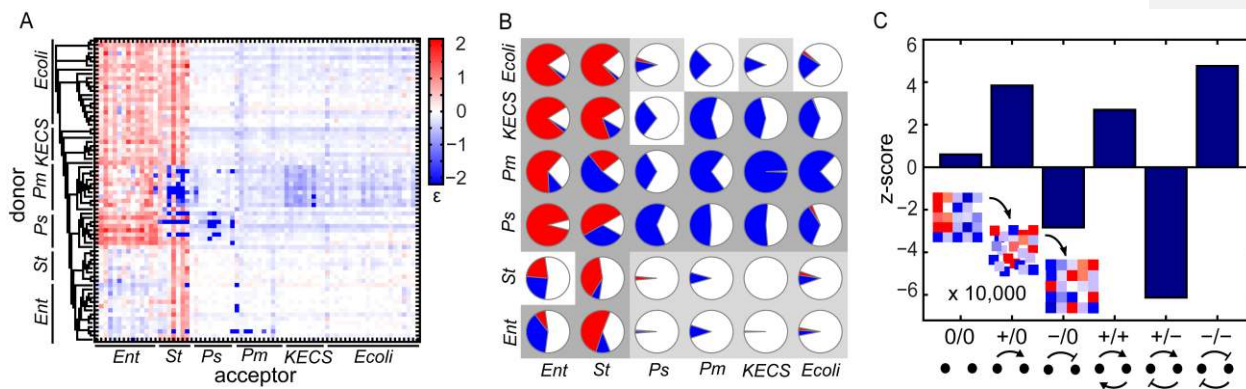 A
donor
Ecoli
KECS
Pm
Ps
St
Ent
Ent St Ps Pm KECS Ecoli
acceptor
2
1
0
−1
−2
ε
B
Ecoli
KECS
Pm
Ps
St
Ent
Ent St Ps Pm KECS Ecoli
C
z-score
6
4
2
0
−2
−4
−6
x 10,000
0/0 +/0 −/0 +/+ +/− −/−